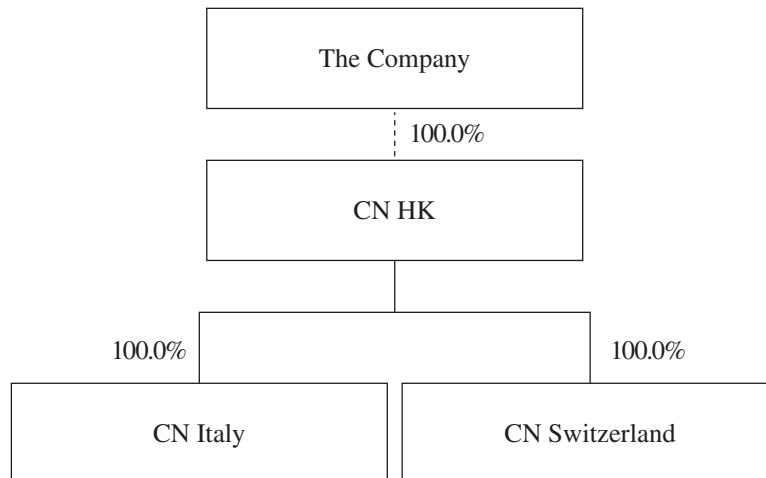 The Company
100.0%
CN HK
100.0%
100.0%
CN Italy
CN Switzerland